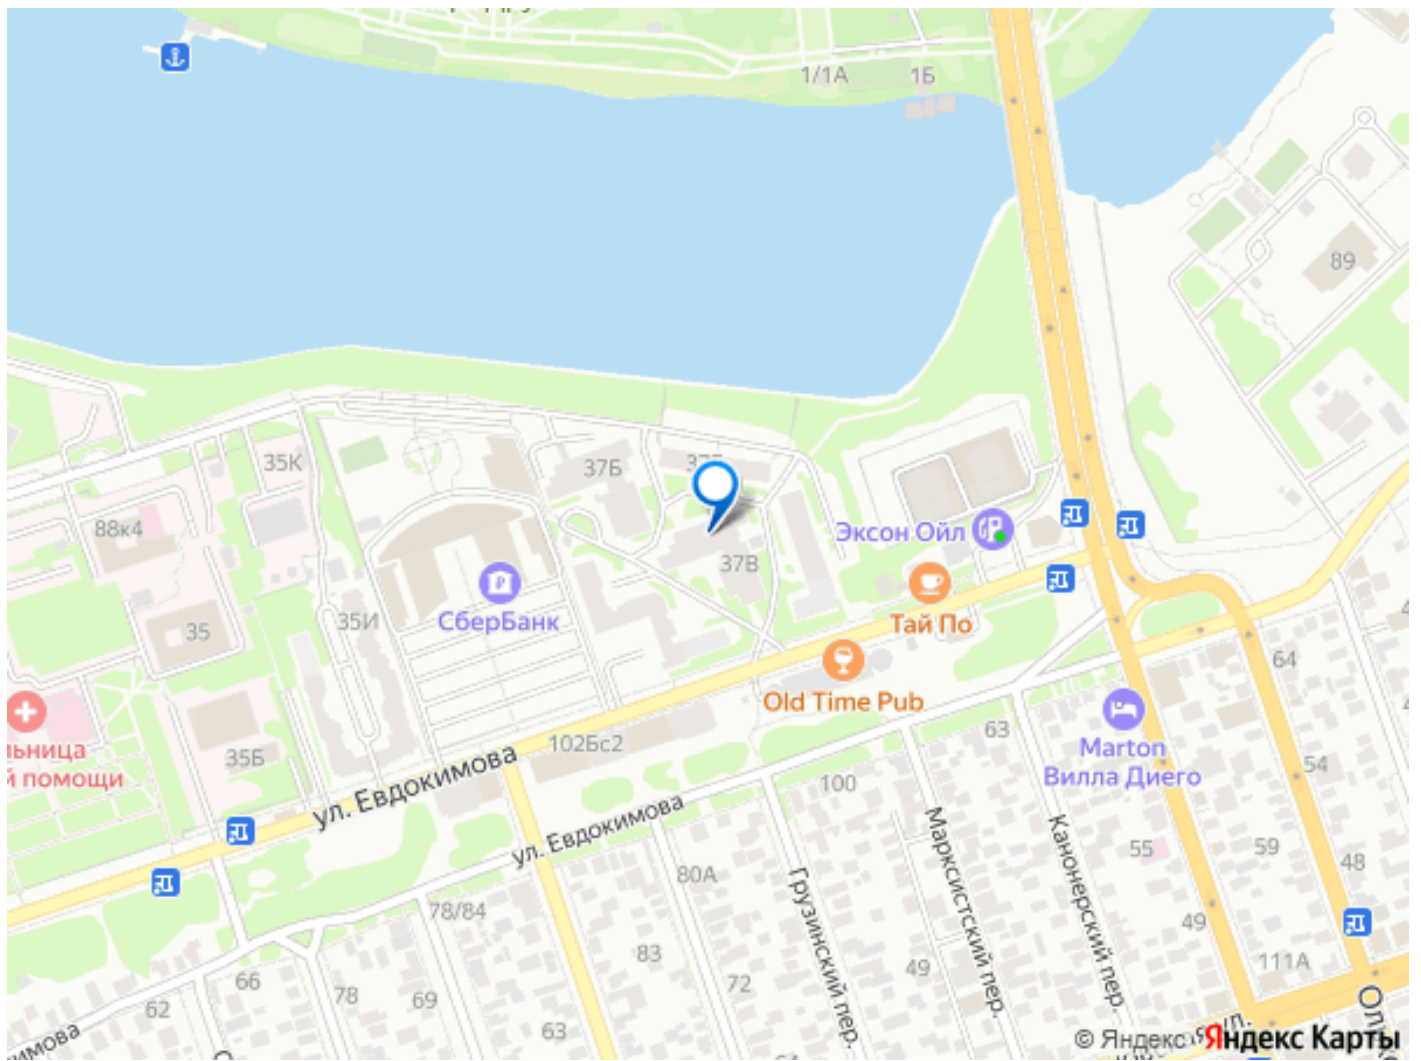 1/1А
1Б
89
35К
37Б
88к4
Эксон Ойл
37В
СберБанк
35И
35
Тай По
Old Time Pub
64
льница
й помощи
35Б
102Бс2
63
Marton
Вилла Диего
54
ул. Евдокимова
100
ул. Евдокимова
Марксистский пер.
Канонерский пер.
55
59
48
80А
Грузинский пер.
78/84
49
83
49
111А
66
72
78
69
62
63
имова
© Яндекс
Яндекс Карты